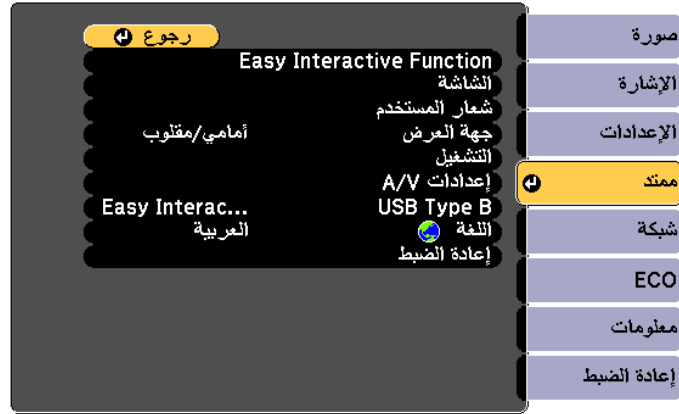 صورة
الإشارة
الإعدادات
ممتد
شبكة
ECO
معلومات
إعادة الضبط
رجوع
Easy Interactive Function
الشاشة
شعار المستخدم
جهة العرض أمامي/مقلوب
التشغيل
إعدادات A/V
USB Type B Easy Interac...
اللغة العربية
إعادة الضبط